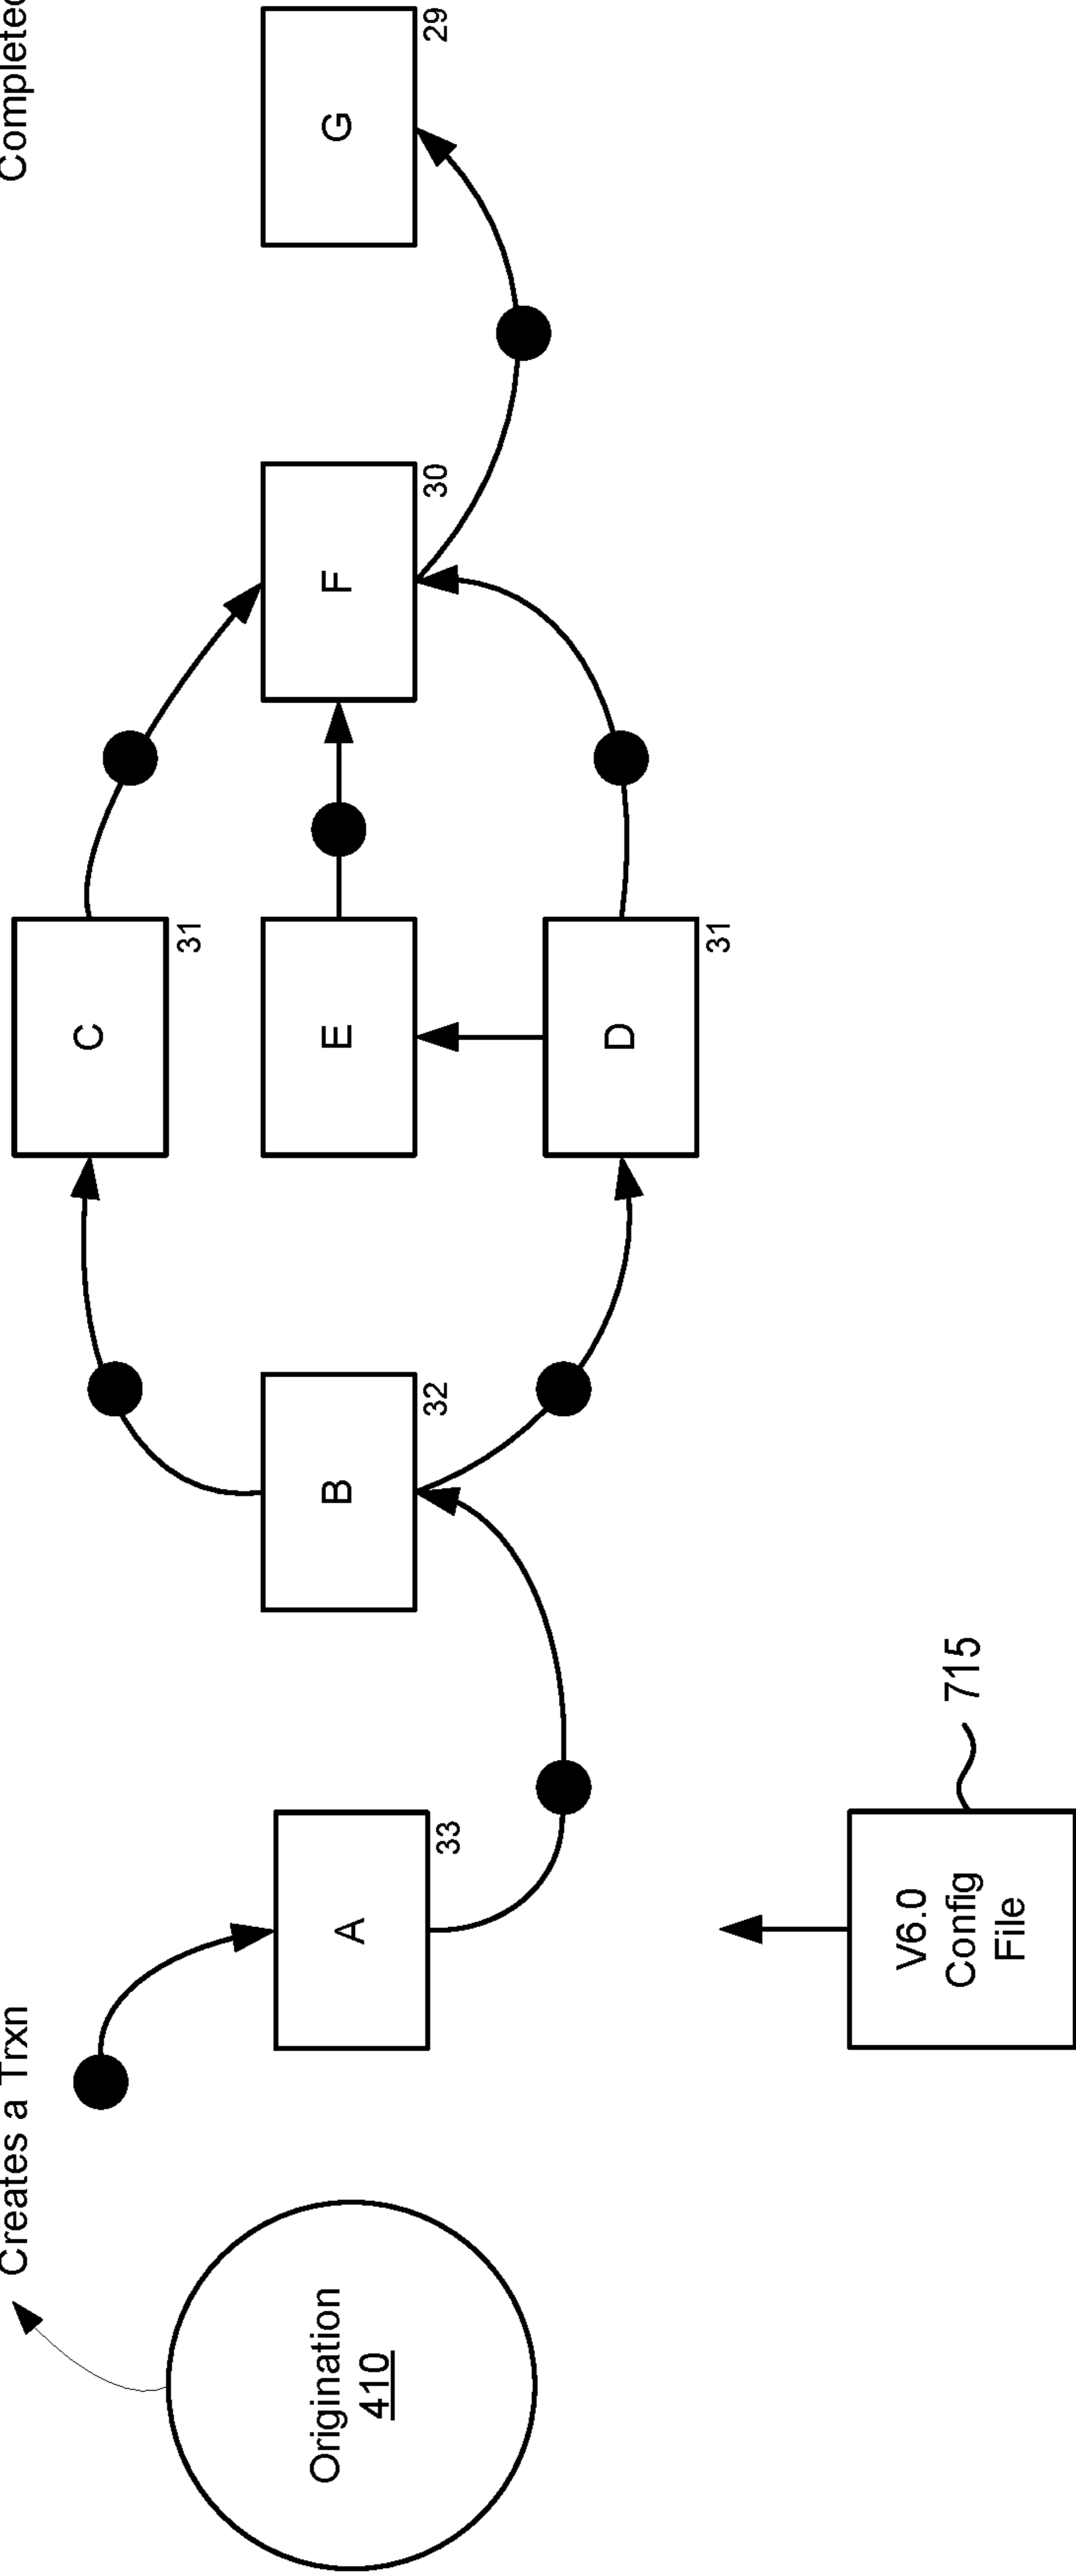 Creates a Trxn
Completed
C
31
A
33
B
32
E
F
30
G
29
D
31
Origination
410
V6.0
Config
File
715